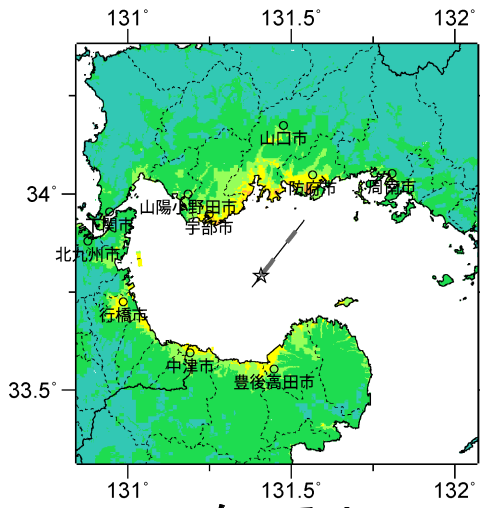 131° 131.5° 132°
山口市
34°
防府市 周南市
山陽小野田市
下関市 宇部市
北九州市
行橋市
中津市
豊後高田市
33.5°
131° 131.5° 132°